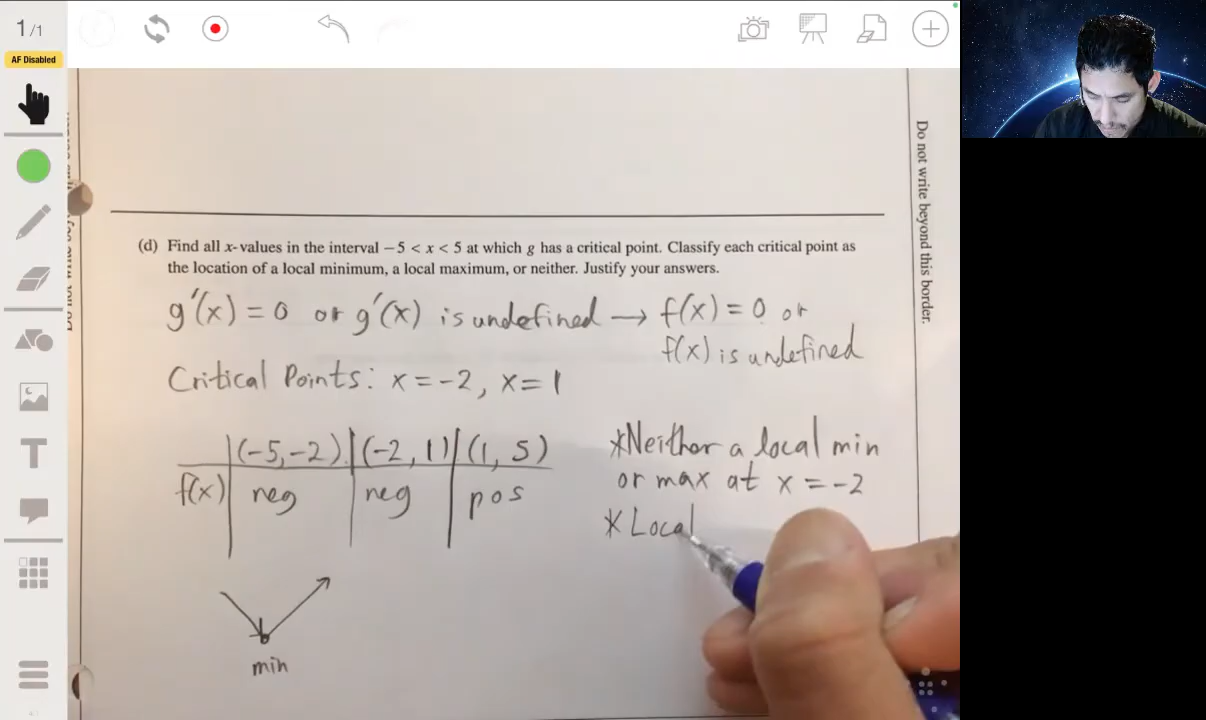 1/1
AF Disabled
T
Do not write beyond this border.
(d) Find all x-values in the interval −5 < x < 5 at which g has a critical point. Classify each critical point as
the location of a local minimum, a local maximum, or neither. Justify your answers.
g'(x) = 0 or g'(x) is undefined → f(x) = 0 or
f(x) is undefined
Critical Points: x = -2, x = 1
(-5, -2) (-2, 1) (1, 5)
f(x) neg neg pos
*Neither a local min
or max at x = -2
* Local
min